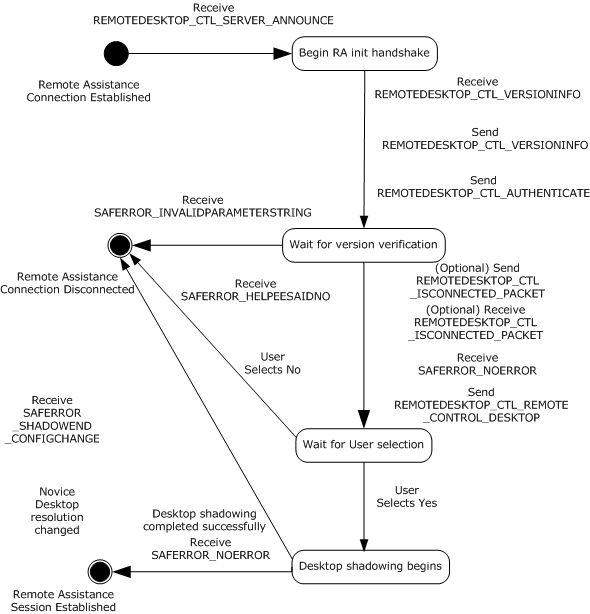 Receive
REMOTEDESKTOP_CTL_SERVER_ANNOUNCE
Begin RA init handshake
Remote Assistance
Connection Established
Receive
REMOTEDESKTOP_CTL_VERSIONINFO
Send
REMOTEDESKTOP_CTL_VERSIONINFO
Send
REMOTEDESKTOP_CTL_AUTHENTICATE
Receive
SAFERROR_INVALIDPARAMETERSTRING
Wait for version verification
Remote Assistance
Connection Disconnected
Receive
SAFERROR_HELPEESAIDNO
(Optional) Send
REMOTEDESKTOP_CTL
_ISCONNECTED_PACKET
(Optional) Receive
REMOTEDESKTOP_CTL
_ISCONNECTED_PACKET
User
Selects No
Receive
SAFERROR_NOERROR
Send
REMOTEDESKTOP_CTL_REMOTE
_CONTROL_DESKTOP
Receive
SAFERROR
_SHADOWEND
_CONFIGCHANGE
Wait for User selection
Novice
Desktop
resolution
changed
User
Selects Yes
Desktop shadowing
completed successfully
Receive
SAFERROR_NOERROR
Desktop shadowing begins
Remote Assistance
Session Established